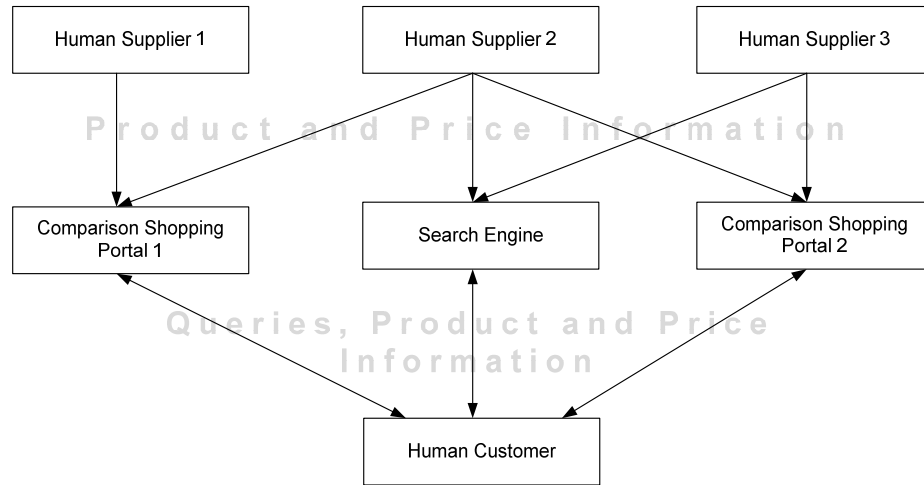 Human Supplier 1
Human Supplier 2
Human Supplier 3
Product and Price Information
Comparison Shopping
Portal 1
Search Engine
Comparison Shopping
Portal 2
Queries, Product and Price
Information
Human Customer